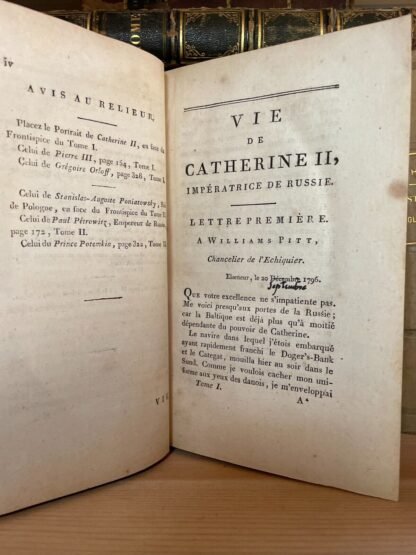 iv
AVIS AU RELIEUR.
Placez le Portrait de Catherine II, en face du
Frontispice du Tome I.
Celui de Pierre III, page 164, Tome I.
Celui de Grégoire Orloff, page 326, Tome I.
Celui de Stanislas-Auguste Poniatowsky, Roi
de Pologne, en face du Frontispice du Tome II.
Celui de Paul Pétrowitz, Empereur de Russie,
page 172, Tome II.
Celui du Prince Potemkin, page 320, Tome II.
VIE
VIE
DE
CATHERINE II,
IMPÉRATRICE DE RUSSIE.
LETTRE PREMIÈRE.
A WILLIAMS PITT,
Chancelier de l'Echiquier.
Elseneur, le 20 Décembre 1796.
Septembre
QUE votre excellence ne s'impatiente pas.
Me voici presqu'aux portes de la Russie;
car la Baltique est déja plus qu'à moitié
dépendante du pouvoir de Catherine.
Le navire dans lequel j'étois embarqué
ayant rapidement franchi le Doger's-Bank
et le Categat, mouilla hier au soir dans le
Sund. Comme je voulois cacher mon uni-
forme aux yeux des danois, je m'enveloppai
Tome I. A
TOME